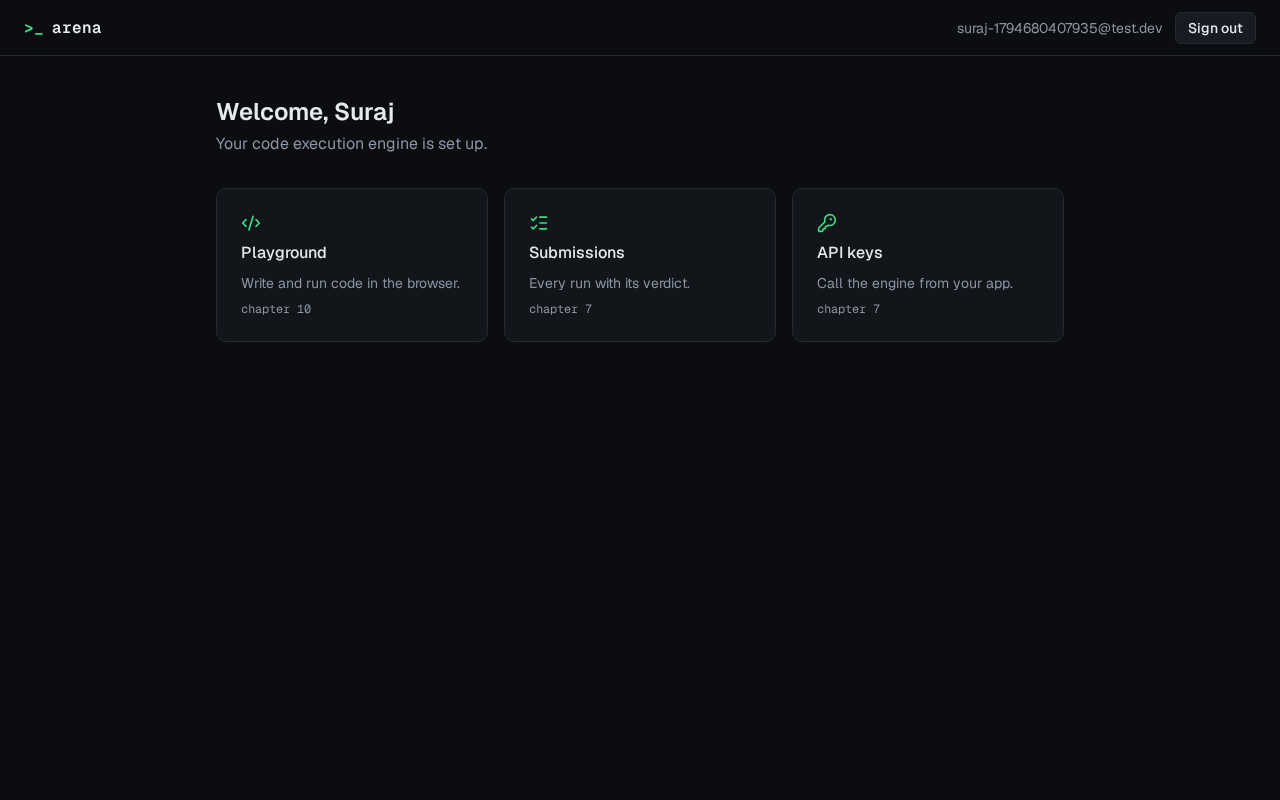 >_ arena
suraj-1794680407935@test.dev
Sign out
Welcome, Suraj
Your code execution engine is set up.
Playground
Write and run code in the browser.
chapter 10
Submissions
Every run with its verdict.
chapter 7
API keys
Call the engine from your app.
chapter 7